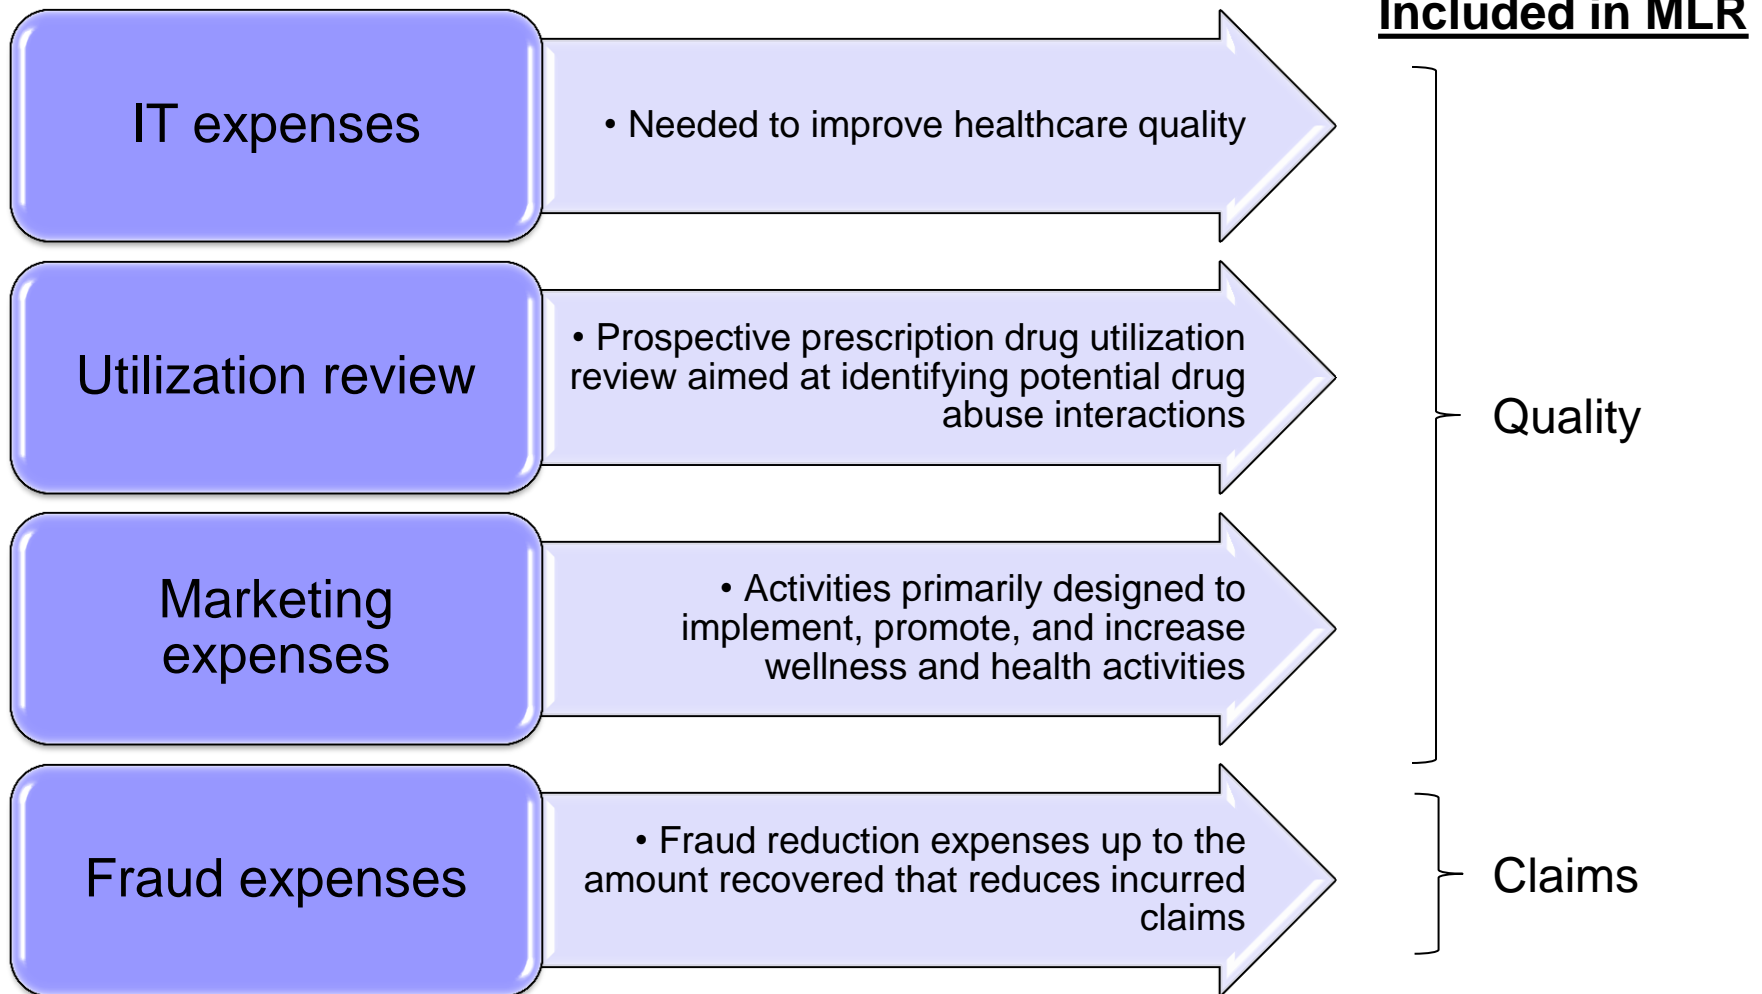 Included in MLR
IT expenses
• Needed to improve healthcare quality
Utilization review
• Prospective prescription drug utilization
review aimed at identifying potential drug
abuse interactions
Quality
Marketing
expenses
• Activities primarily designed to
implement, promote, and increase
wellness and health activities
Fraud expenses
• Fraud reduction expenses up to the
amount recovered that reduces incurred
claims
Claims